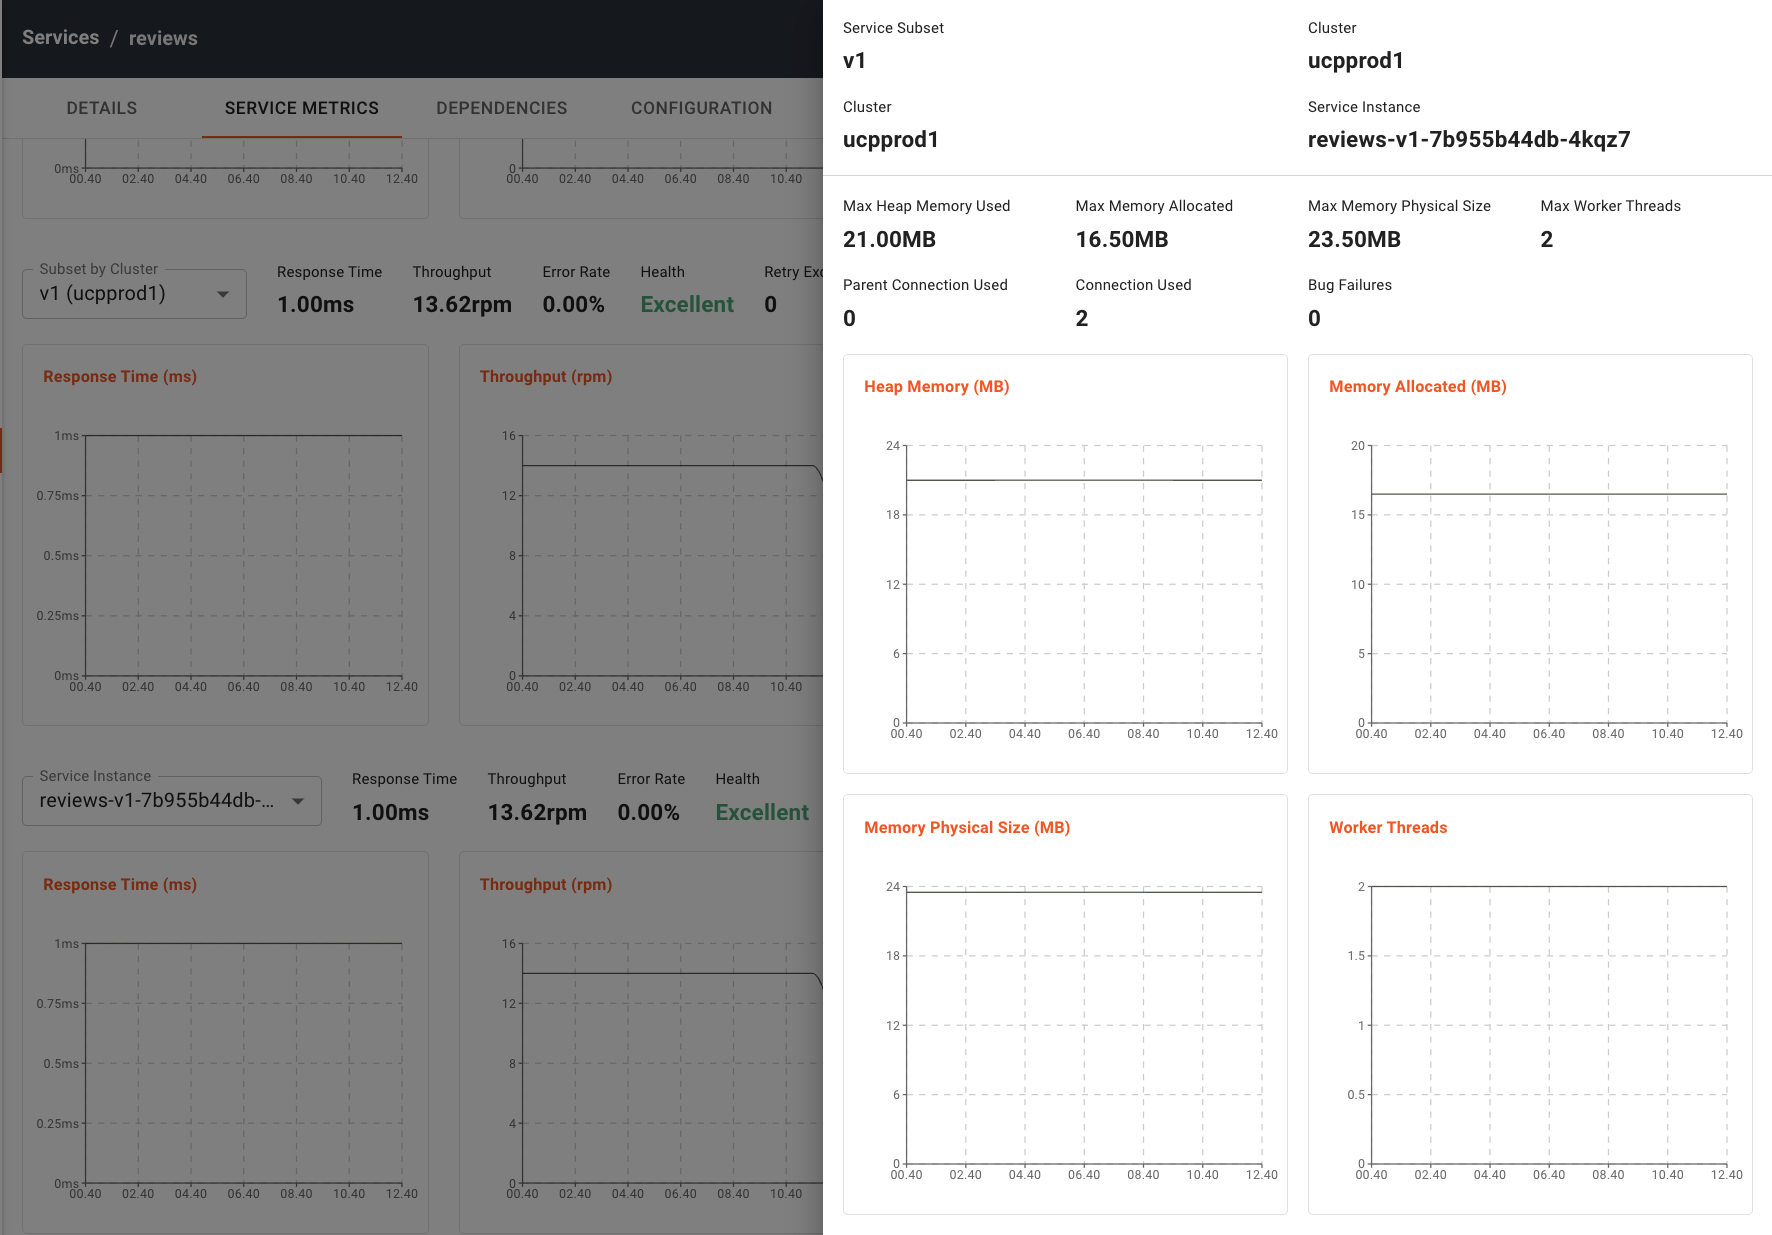 Services / reviews
DETAILS SERVICE METRICS DEPENDENCIES CONFIGURATION
0ms
00.40 02.40 04.40 06.40 08.40 10.40 12.40
0
00.40 02.40 04.40 06.40 08.40 10.40
Subset by Cluster
v1 (ucpprod1)
Response Time Throughput Error Rate Health Retry Exc
1.00ms 13.62rpm 0.00% Excellent 0
Response Time (ms)
1ms
0.75ms
0.5ms
0.25ms
0ms
00.40 02.40 04.40 06.40 08.40 10.40 12.40
Throughput (rpm)
16
12
8
4
0
00.40 02.40 04.40 06.40 08.40 10.40
Service Instance
reviews-v1-7b955b44db-...
Response Time Throughput Error Rate Health
1.00ms 13.62rpm 0.00% Excellent
Response Time (ms)
1ms
0.75ms
0.5ms
0.25ms
0ms
00.40 02.40 04.40 06.40 08.40 10.40 12.40
Throughput (rpm)
16
12
8
4
0
00.40 02.40 04.40 06.40 08.40 10.40
Service Subset Cluster
v1 ucpprod1
Cluster Service Instance
ucpprod1 reviews-v1-7b955b44db-4kqz7
Max Heap Memory Used Max Memory Allocated Max Memory Physical Size Max Worker Threads
21.00MB 16.50MB 23.50MB 2
Parent Connection Used Connection Used Bug Failures
0 2 0
Heap Memory (MB)
24
18
12
6
0
00.40 02.40 04.40 06.40 08.40 10.40 12.40
Memory Allocated (MB)
20
15
10
5
0
00.40 02.40 04.40 06.40 08.40 10.40 12.40
Memory Physical Size (MB)
24
18
12
6
0
00.40 02.40 04.40 06.40 08.40 10.40 12.40
Worker Threads
2
1.5
1
0.5
0
00.40 02.40 04.40 06.40 08.40 10.40 12.40